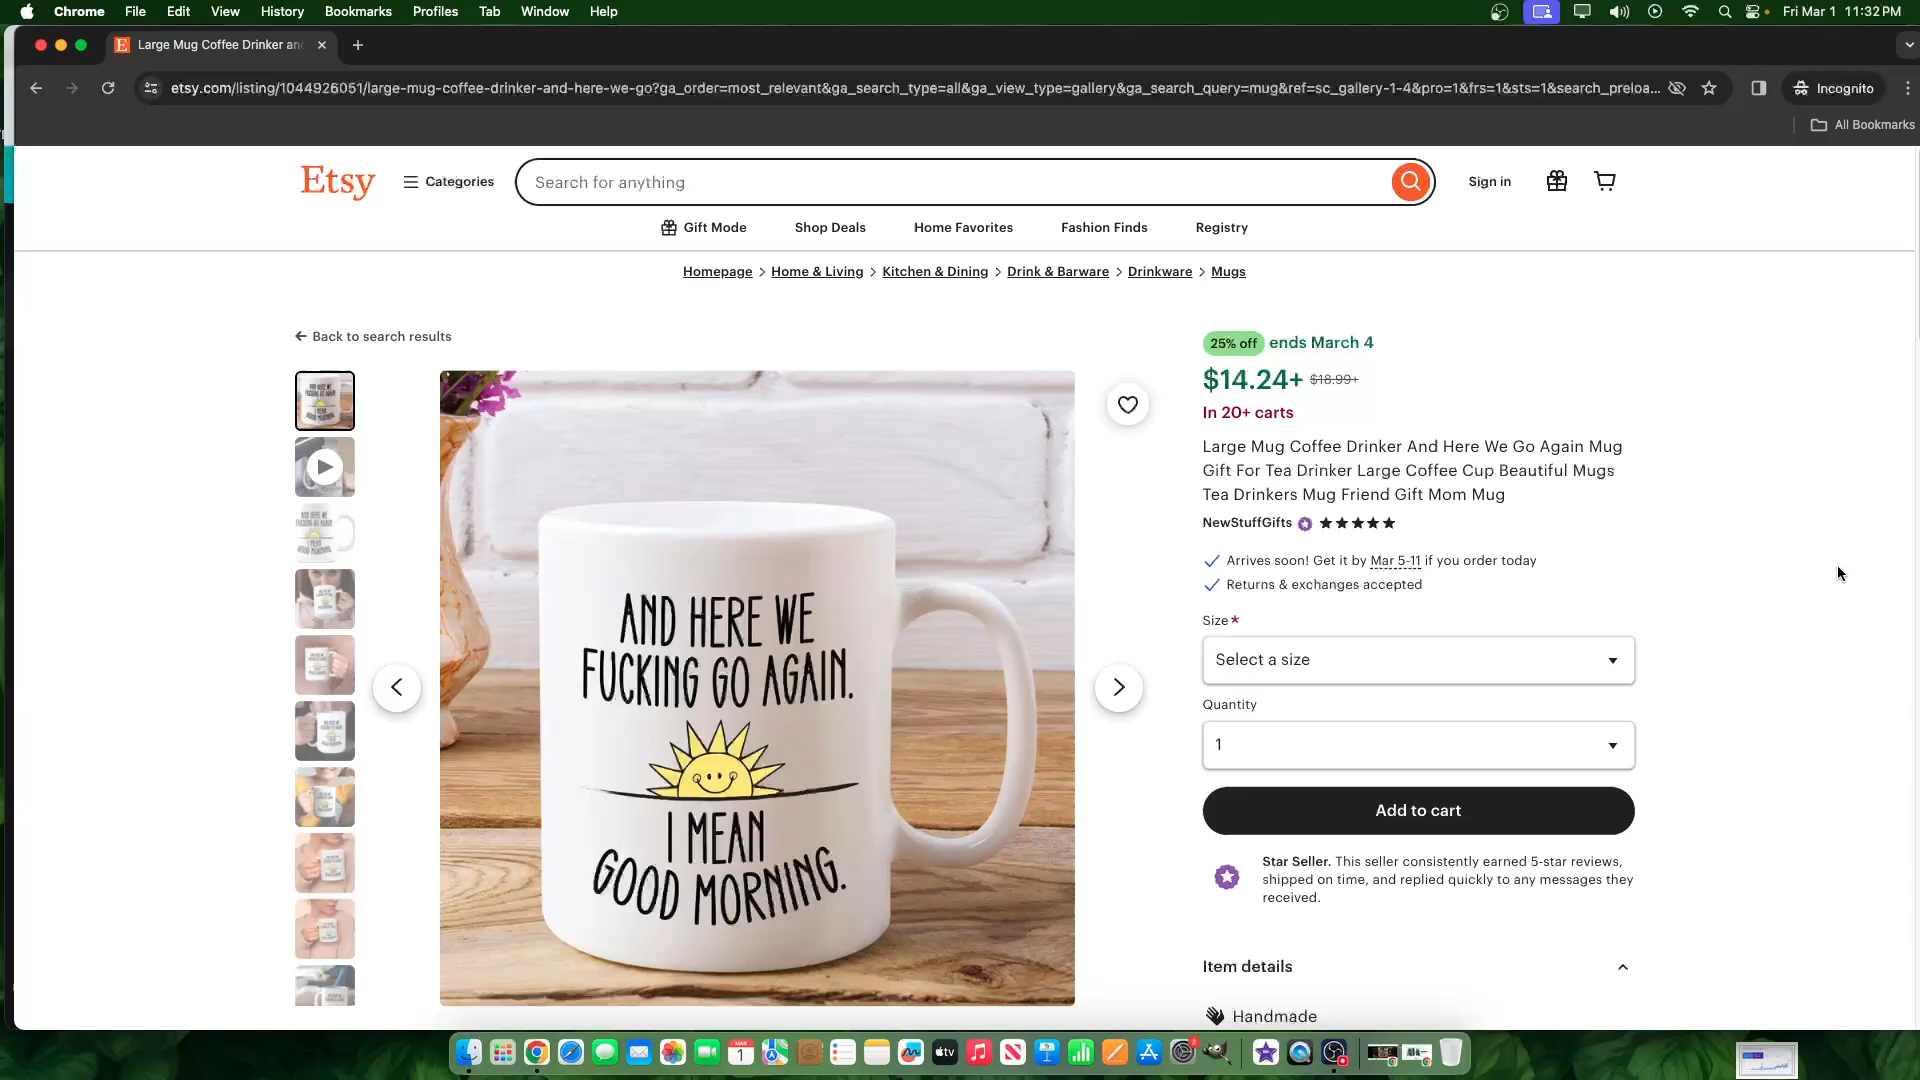 Chrome File Edit View History Bookmarks Profiles Tab Window Help Fri Mar 1 11:32 PM
Large Mug Coffee Drinker an
etsy.com/listing/1044926051/large-mug-coffee-drinker-and-here-we-go?ga_order=most_relevant&ga_search_type=all&ga_view_type=gallery&ga_search_query=mug&ref=sc_gallery-1-4&pro=1&frs=1&sts=1&search_preloa... Incognito
All Bookmarks
Etsy Categories Search for anything Sign in
Gift Mode Shop Deals Home Favorites Fashion Finds Registry
Homepage > Home & Living > Kitchen & Dining > Drink & Barware > Drinkware > Mugs
Back to search results
AND HERE WE
FUCKING GO AGAIN.
I MEAN
GOOD MORNING.
25% off ends March 4
$14.24+ $18.99+
In 20+ carts
Large Mug Coffee Drinker And Here We Go Again Mug
Gift For Tea Drinker Large Coffee Cup Beautiful Mugs
Tea Drinkers Mug Friend Gift Mom Mug
NewStuffGifts
Arrives soon! Get it by Mar 5-11 if you order today
Returns & exchanges accepted
Size*
Select a size
Quantity
1
Add to cart
Star Seller. This seller consistently earned 5-star reviews,
shipped on time, and replied quickly to any messages they
received.
Item details
Handmade